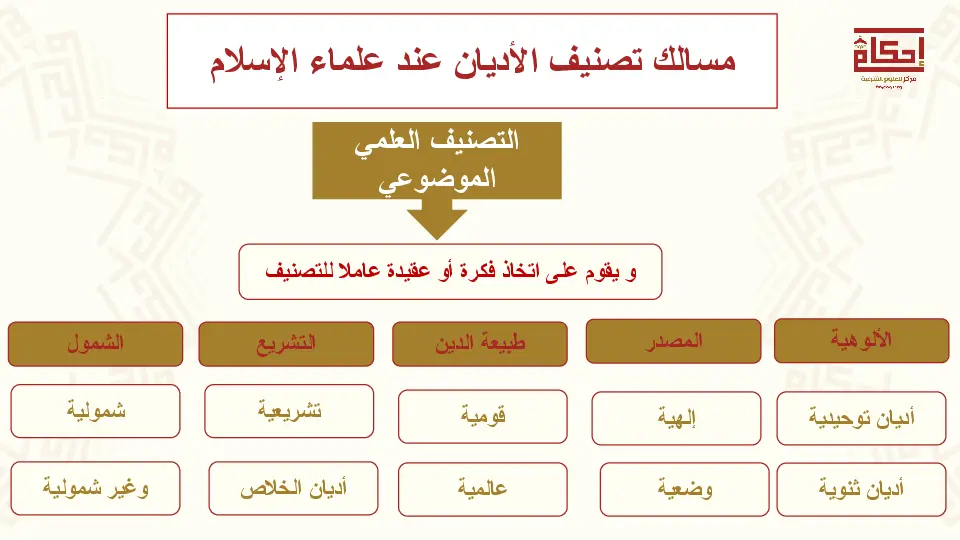 مسالك تصنيف الأديان عند علماء الإسلام
إحكام
مركز للعلوم الشرعية
التصنيف العلمي
الموضوعي
و يقوم على اتخاذ فكرة أو عقيدة عاملا للتصنيف
الألوهية
المصدر
طبيعة الدين
التشريع
الشمول
أديان توحيدية
إلهية
قومية
تشريعية
شمولية
أديان ثنوية
وضعية
عالمية
أديان الخلاص
وغير شمولية